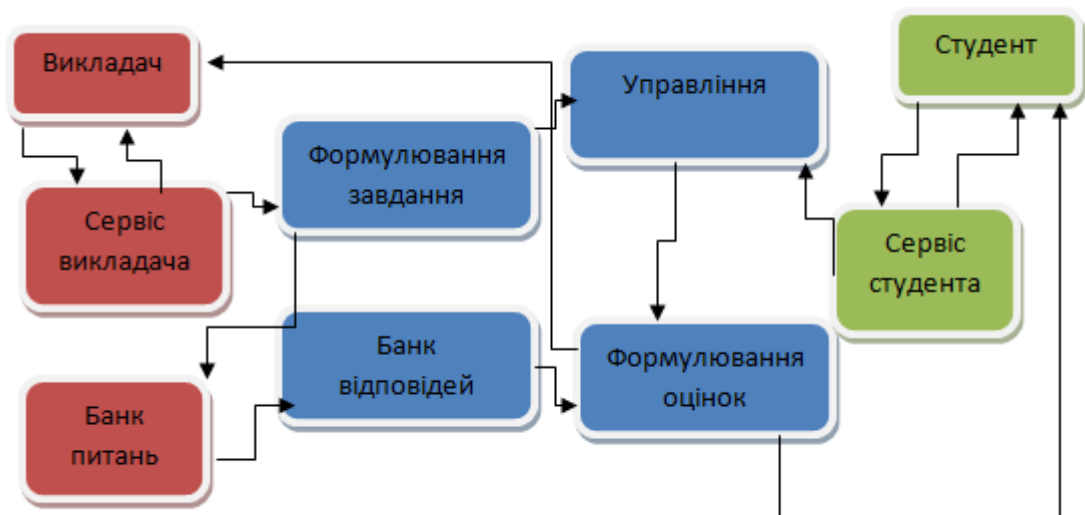 Викладач
Сервіс
викладача
Банк
питань
Формулювання
завдання
Банк
відповідей
Управління
Формулювання
оцінок
Студент
Сервіс
студента